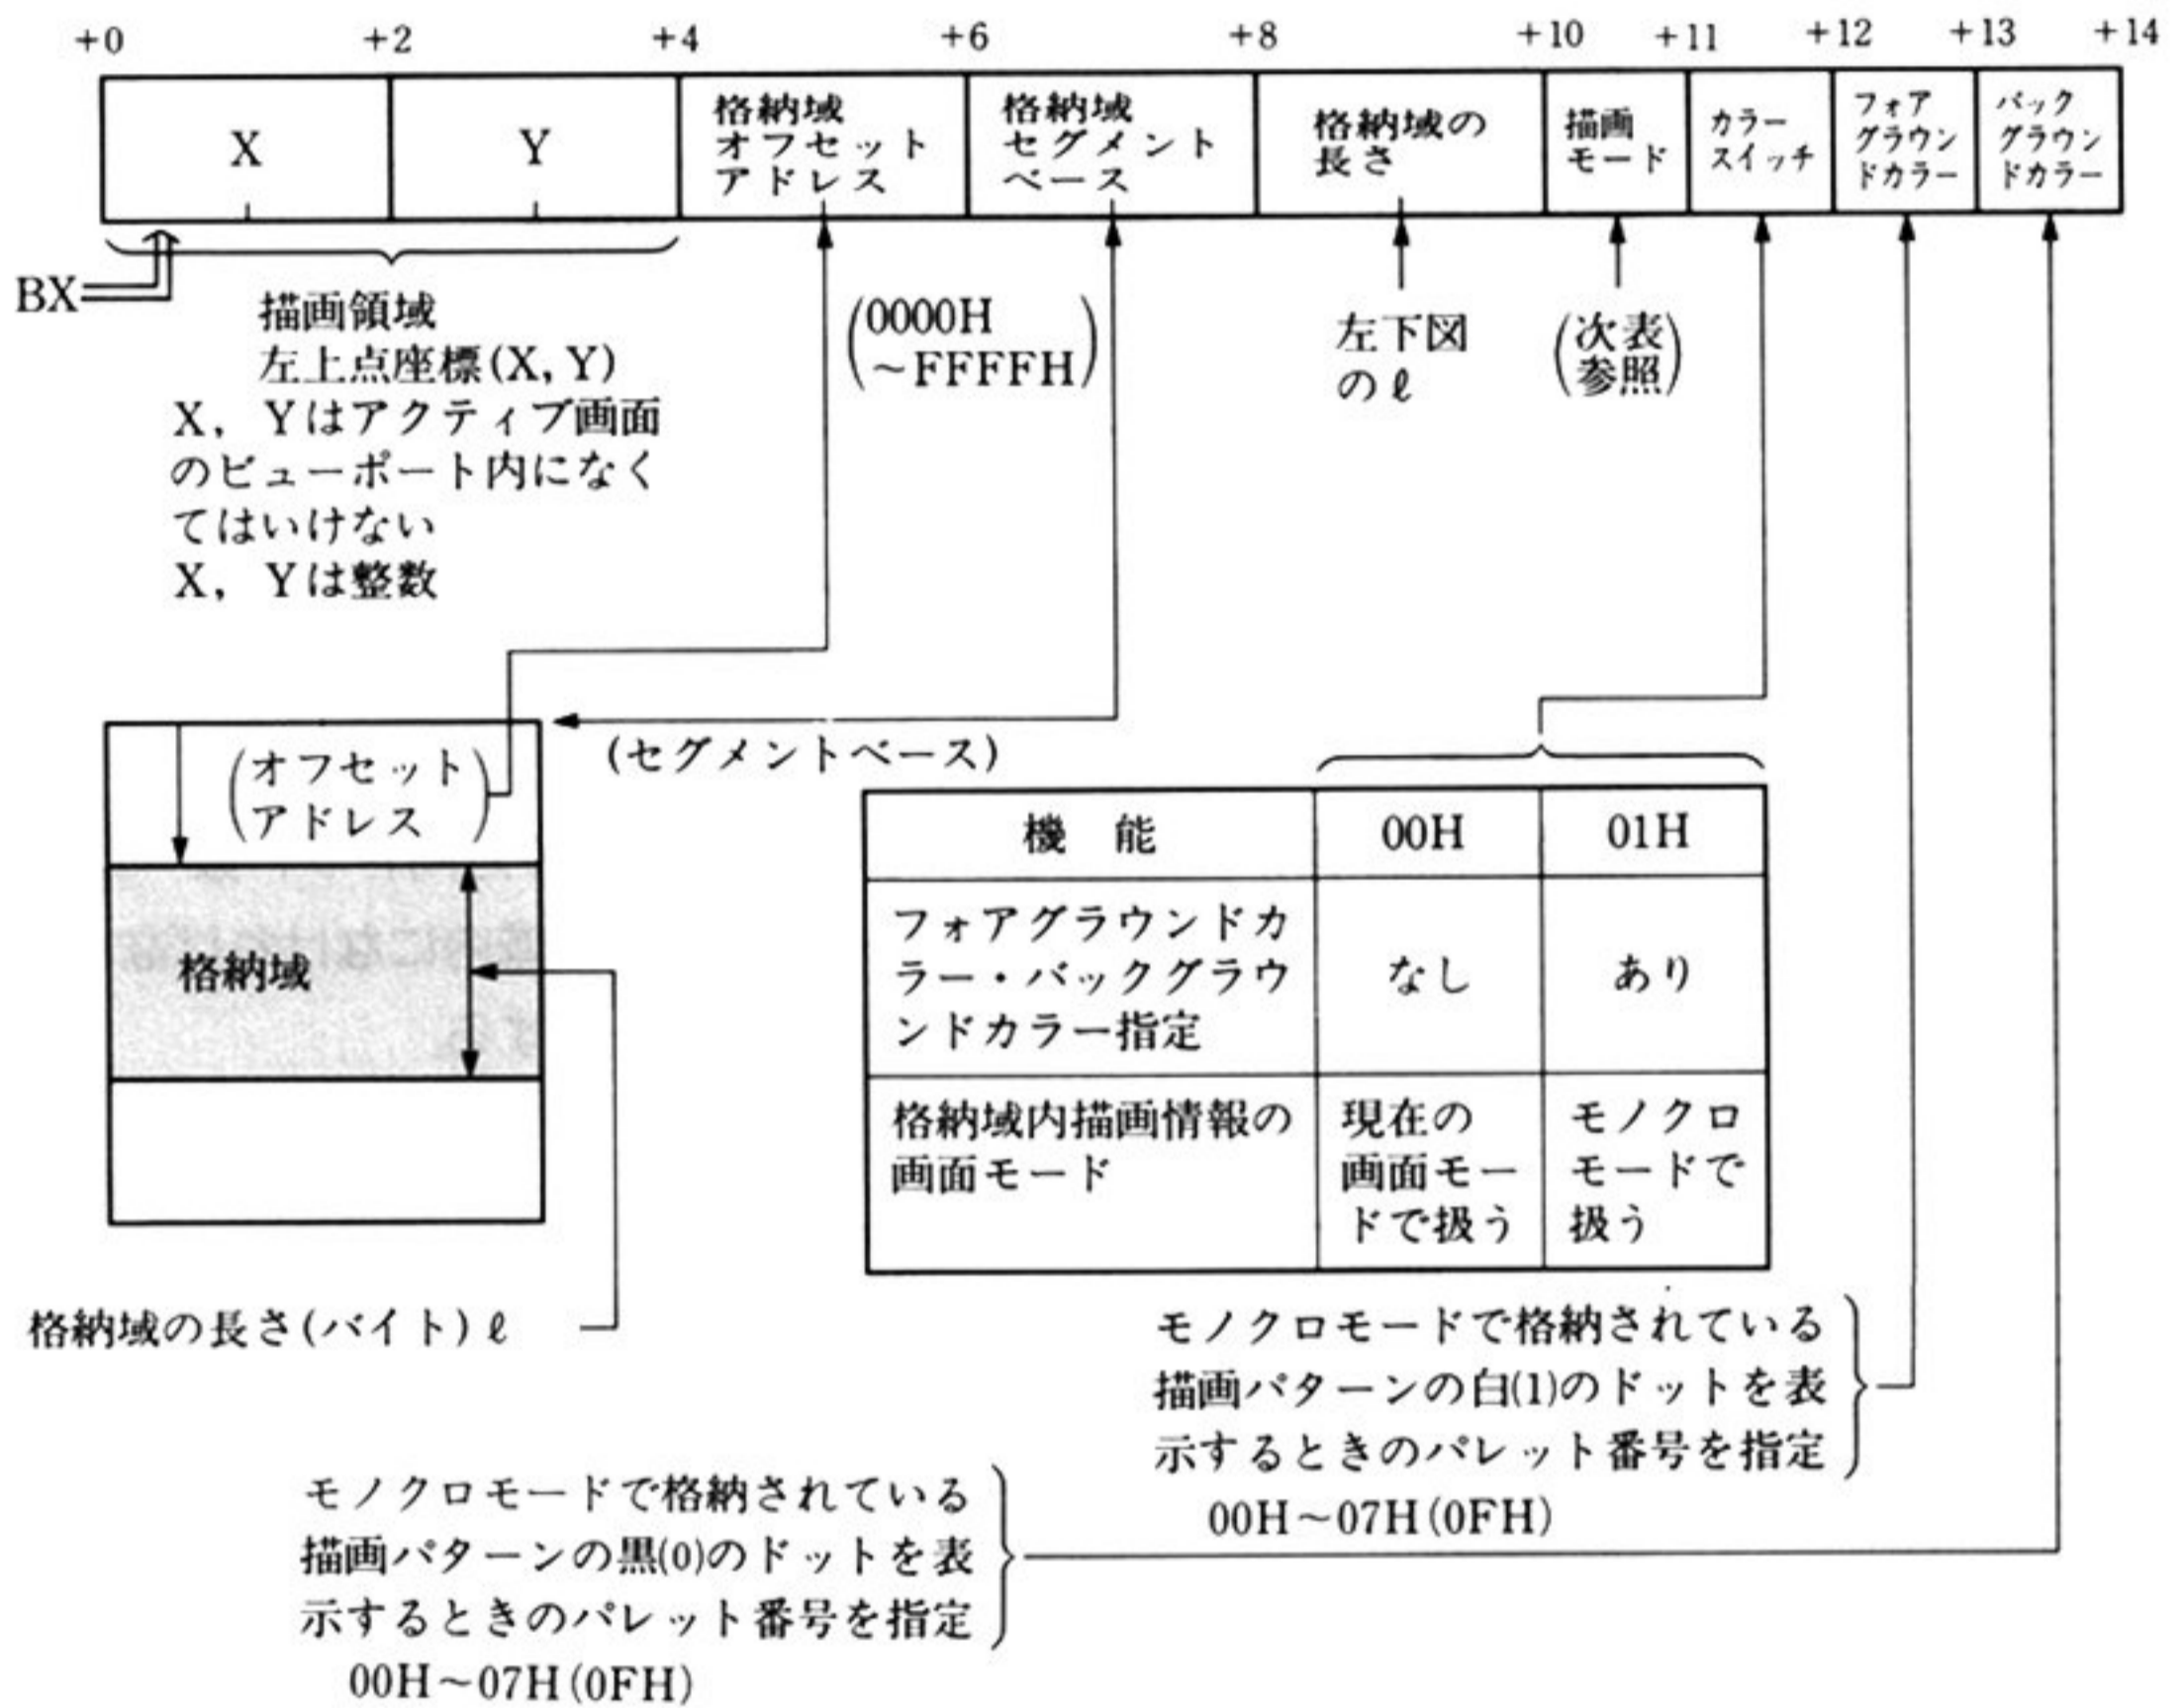 +0 +2 +4 +6 +8 +10 +11 +12 +13 +14
X
Y
格納域
オフセット
アドレス
格納域
セグメント
ベース
格納域の
長さ
描画
モード
カラー
スイッチ
フォア
グラウン
ドカラー
バック
グラウン
ドカラー
BX
描画領域
左上点座標(X, Y)
X, Yはアクティブ画面
のビューポート内になく
てはいけない
X, Yは整数
(0000H
~FFFFH)
左下図
のℓ
(次表
参照)
(オフセット
アドレス)
(セグメントベース)
格納域
格納域の長さ(バイト)ℓ
機 能 00H 01H
フォアグラウンドカ
ラー・バックグラウ
ンドカラー指定
なし
あり
格納域内描画情報の
画面モード
現在の
画面モー
ドで扱う
モノクロ
モードで
扱う
モノクロモードで格納されている
描画パターンの白(1)のドットを表
示するときのパレット番号を指定
00H~07H(0FH)
モノクロモードで格納されている
描画パターンの黒(0)のドットを表
示するときのパレット番号を指定
00H~07H(0FH)